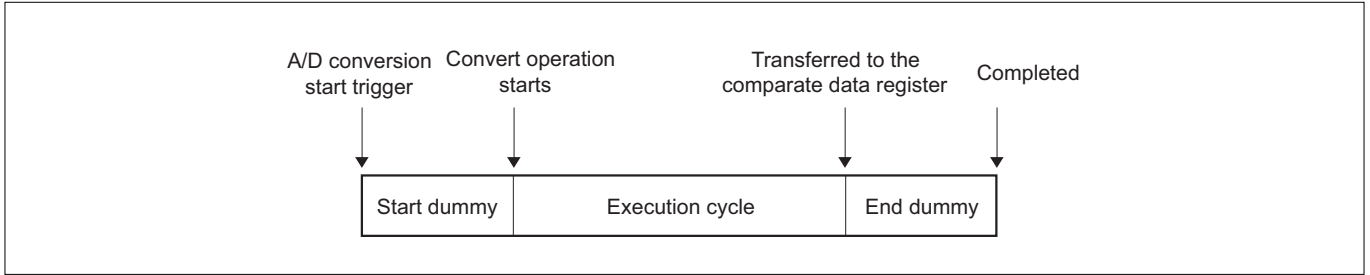 A/D conversion
start trigger
Convert operation
starts
Transferred to the
comparate data register
Completed
Start dummy
Execution cycle
End dummy